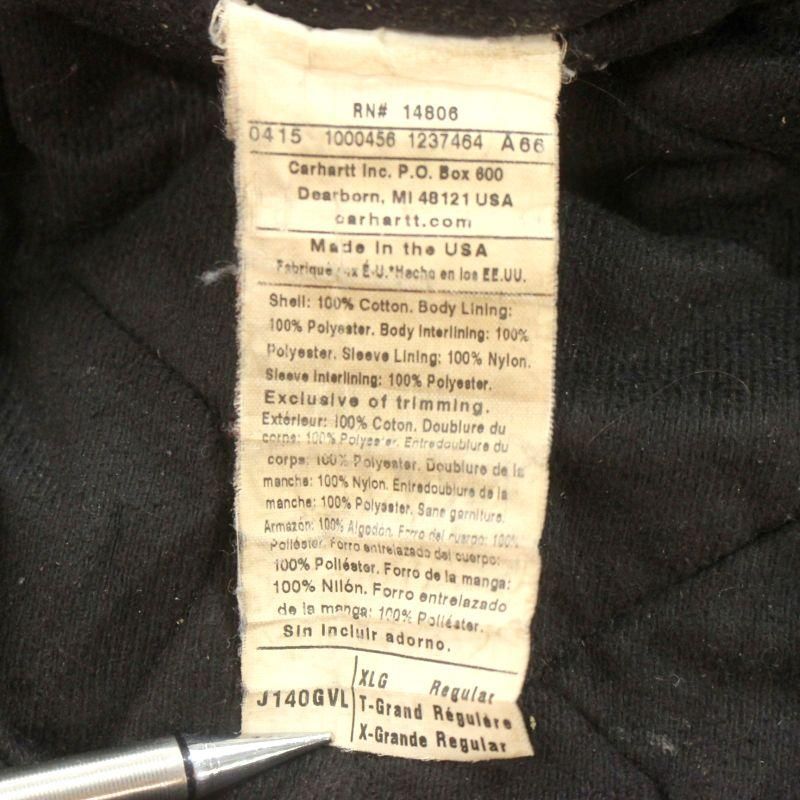 RN# 14806
0415 1000456 1237464 A66
Carhartt Inc. P.O. Box 600
Dearborn, MI 48121 USA
carhartt.com
Made in the USA
Fabriqué É-U.*Hecho en los EE.UU.
Shell: 100% Cotton. Body Lining:
100% Polyester. Body Interlining: 100%
Polyester. Sleeve Lining: 100% Nylon.
Sleeve Interlining: 100% Polyester.
Exclusive of trimming.
Extérieur: 100% Coton. Doublure du
corps: 100% Polyester. Entredoublure du
corps: 100% Polyester. Doublure de la
manche: 100% Nylon. Entredoublure de la
manche: 100% Polyester. Sans garniture.
Armazón: 100% Algodon. Forro del cuerpo: 100%
Poliéster. Forro entrelazado del cuerpo:
100% Poliéster. Forro de la manga:
100% Nilón. Forro entrelazado
de la manga: 100% Poliéster.
Sin incluir adorno.
J140GVL
XLG Regular
T-Grand Régulère
X-Grande Regular